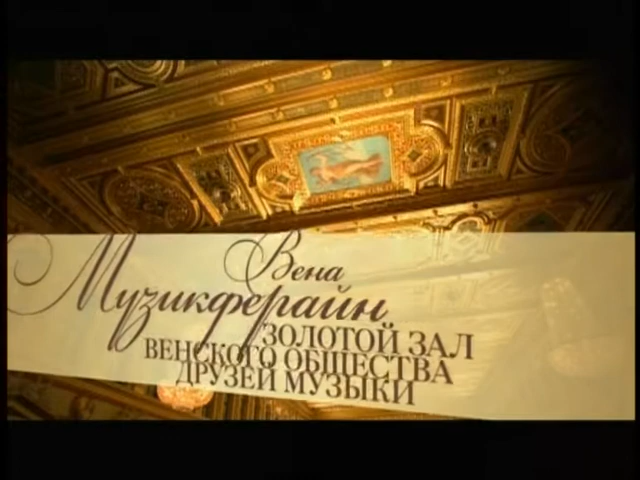 Вена
Музикферайн
ЗОЛОТОЙ ЗАЛ
ВЕНСКОГО ОБЩЕСТВА
ДРУЗЕЙ МУЗЫКИ